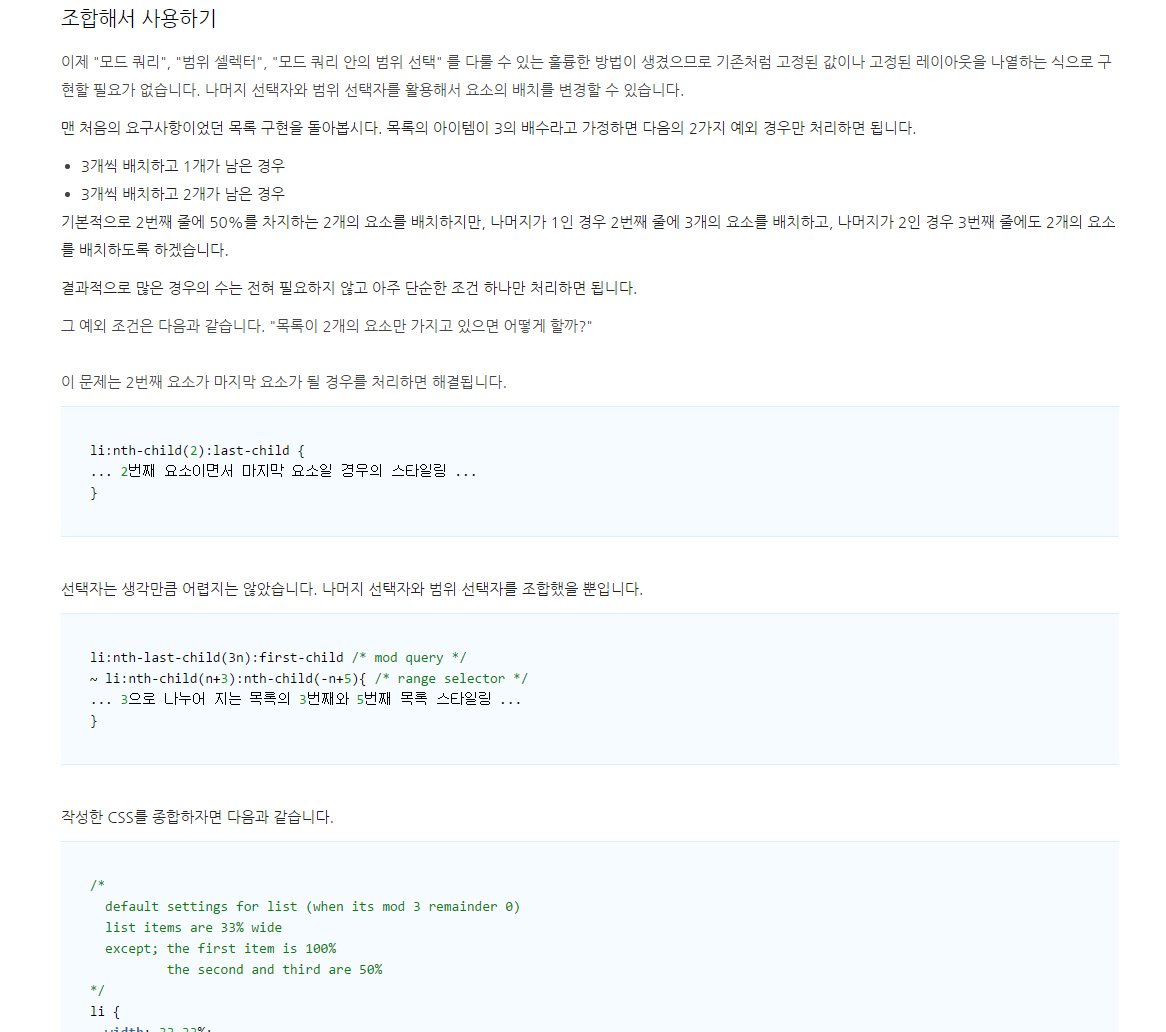 조합해서 사용하기
이제 "모드 쿼리", "범위 셀렉터", "모드 쿼리 안의 범위 선택" 를 다룰 수 있는 훌륭한 방법이 생겼으므로 기존처럼 고정된 값이나 고정된 레이아웃을 나열하는 식으로 구
현할 필요가 없습니다. 나머지 선택자와 범위 선택자를 활용해서 요소의 배치를 변경할 수 있습니다.
맨 처음의 요구사항이었던 목록 구현을 돌아봅시다. 목록의 아이템이 3의 배수라고 가정하면 다음의 2가지 예외 경우만 처리하면 됩니다.
• 3개씩 배치하고 1개가 남은 경우
• 3개씩 배치하고 2개가 남은 경우
기본적으로 2번째 줄에 50%를 차지하는 2개의 요소를 배치하지만, 나머지가 1인 경우 2번째 줄에 3개의 요소를 배치하고, 나머지가 2인 경우 3번째 줄에도 2개의 요소
를 배치하도록 하겠습니다.
결과적으로 많은 경우의 수는 전혀 필요하지 않고 아주 단순한 조건 하나만 처리하면 됩니다.
그 예외 조건은 다음과 같습니다. "목록이 2개의 요소만 가지고 있으면 어떻게 할까?"
이 문제는 2번째 요소가 마지막 요소가 될 경우를 처리하면 해결됩니다.
li:nth-child(2):last-child {
... 2번째 요소이면서 마지막 요소일 경우의 스타일링 ...
}
선택자는 생각만큼 어렵지는 않았습니다. 나머지 선택자와 범위 선택자를 조합했을 뿐입니다.
li:nth-last-child(3n):first-child /* mod query */
~ li:nth-child(n+3):nth-child(-n+5){ /* range selector */
... 3으로 나누어 지는 목록의 3번째와 5번째 목록 스타일링 ...
}
작성한 CSS를 종합하자면 다음과 같습니다.
/*
default settings for list (when its mod 3 remainder 0)
list items are 33% wide
except; the first item is 100%
the second and third are 50%
*/
li {
width: 33.33%;